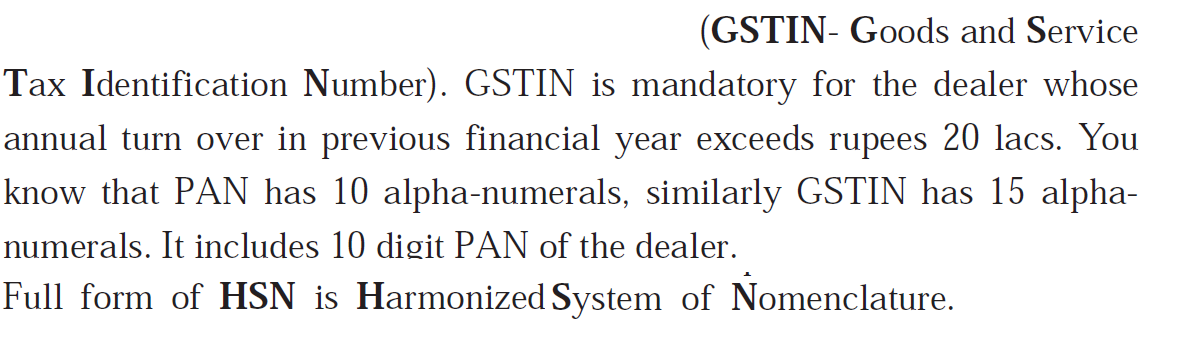 (GSTIN- Goods and Service
Tax Identification Number). GSTIN is mandatory for the dealer whose
annual turn over in previous financial year exceeds rupees 20 lacs. You
know that PAN has 10 alpha-numerals, similarly GSTIN has 15 alpha-
numerals. It includes 10 digit PAN of the dealer.
Full form of HSN is Harmonized System of Nomenclature.